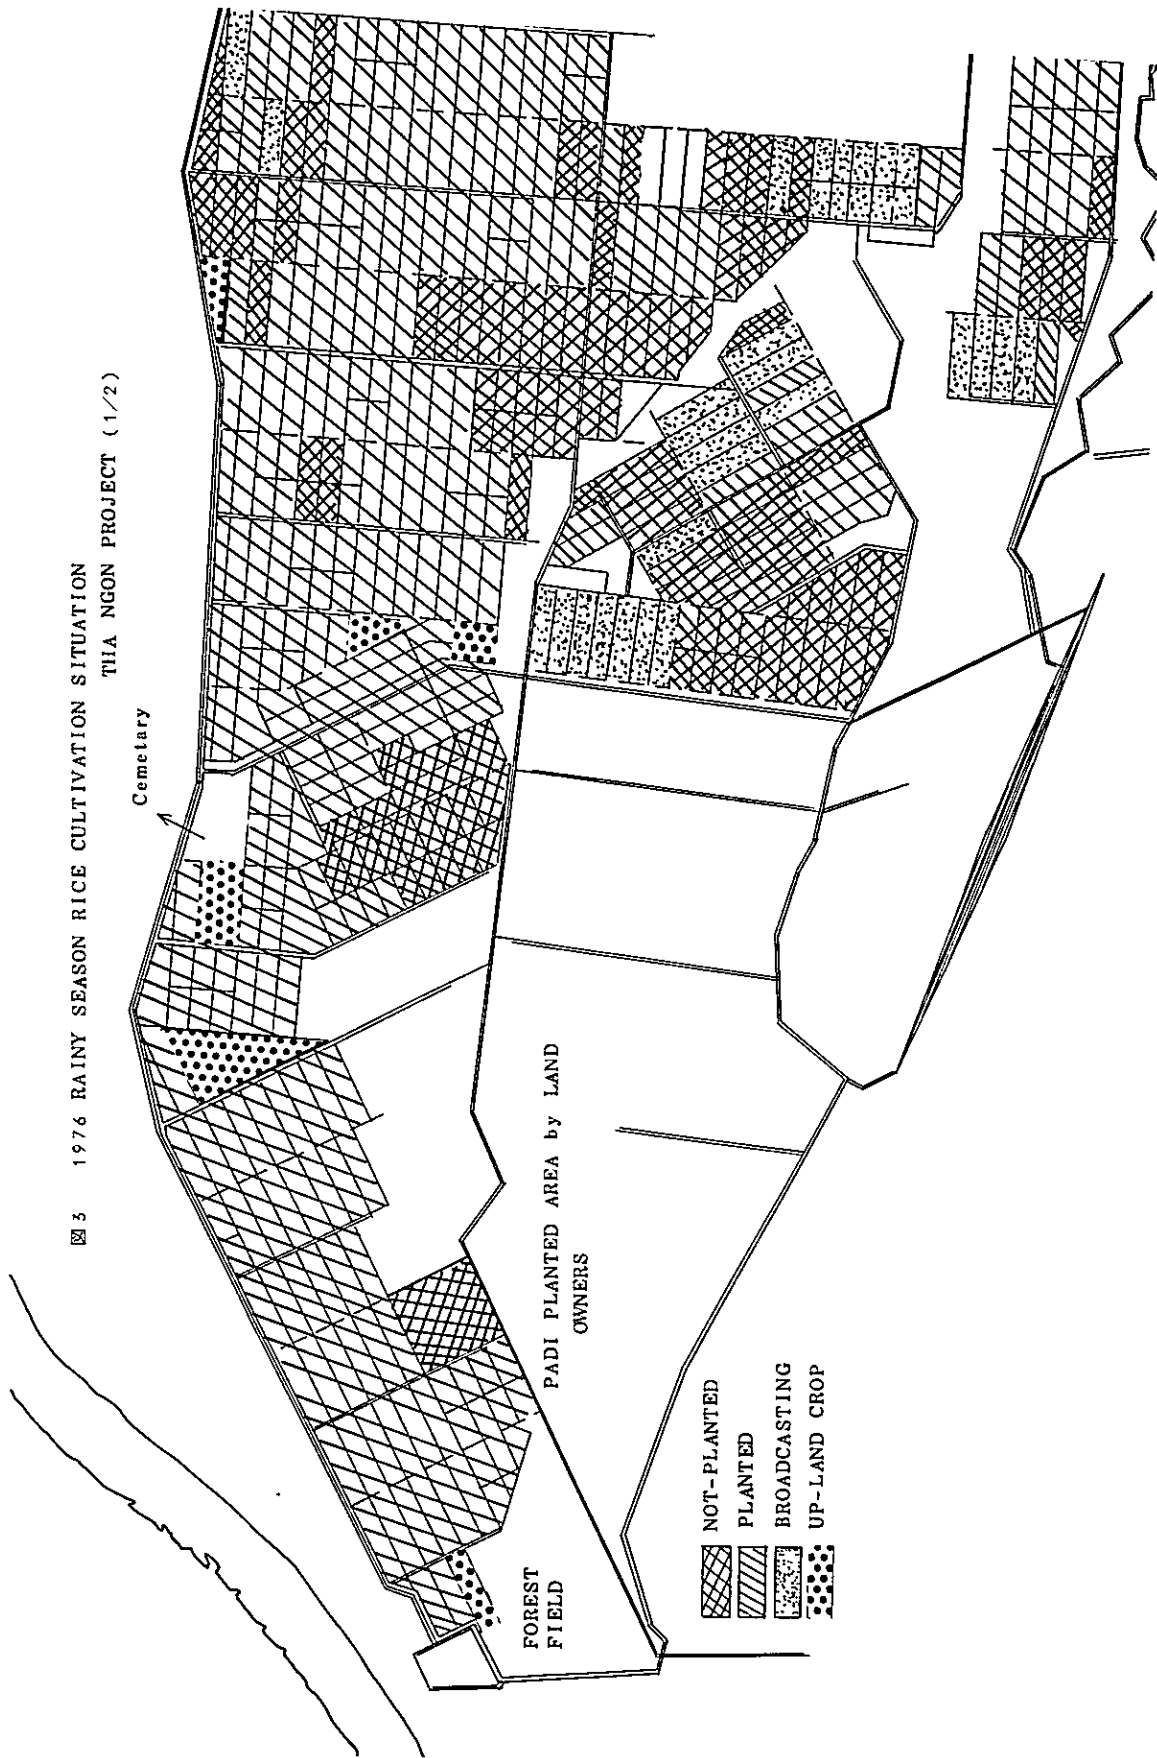 図3 1976 RAINY SEASON RICE CULTIVATION SITUATION
THA NGON PROJECT (1/2)
Cemetary
PADI PLANTED AREA by LAND
OWNERS
FOREST
FIELD
NOT-PLANTED
PLANTED
BROADCASTING
UP-LAND CROP